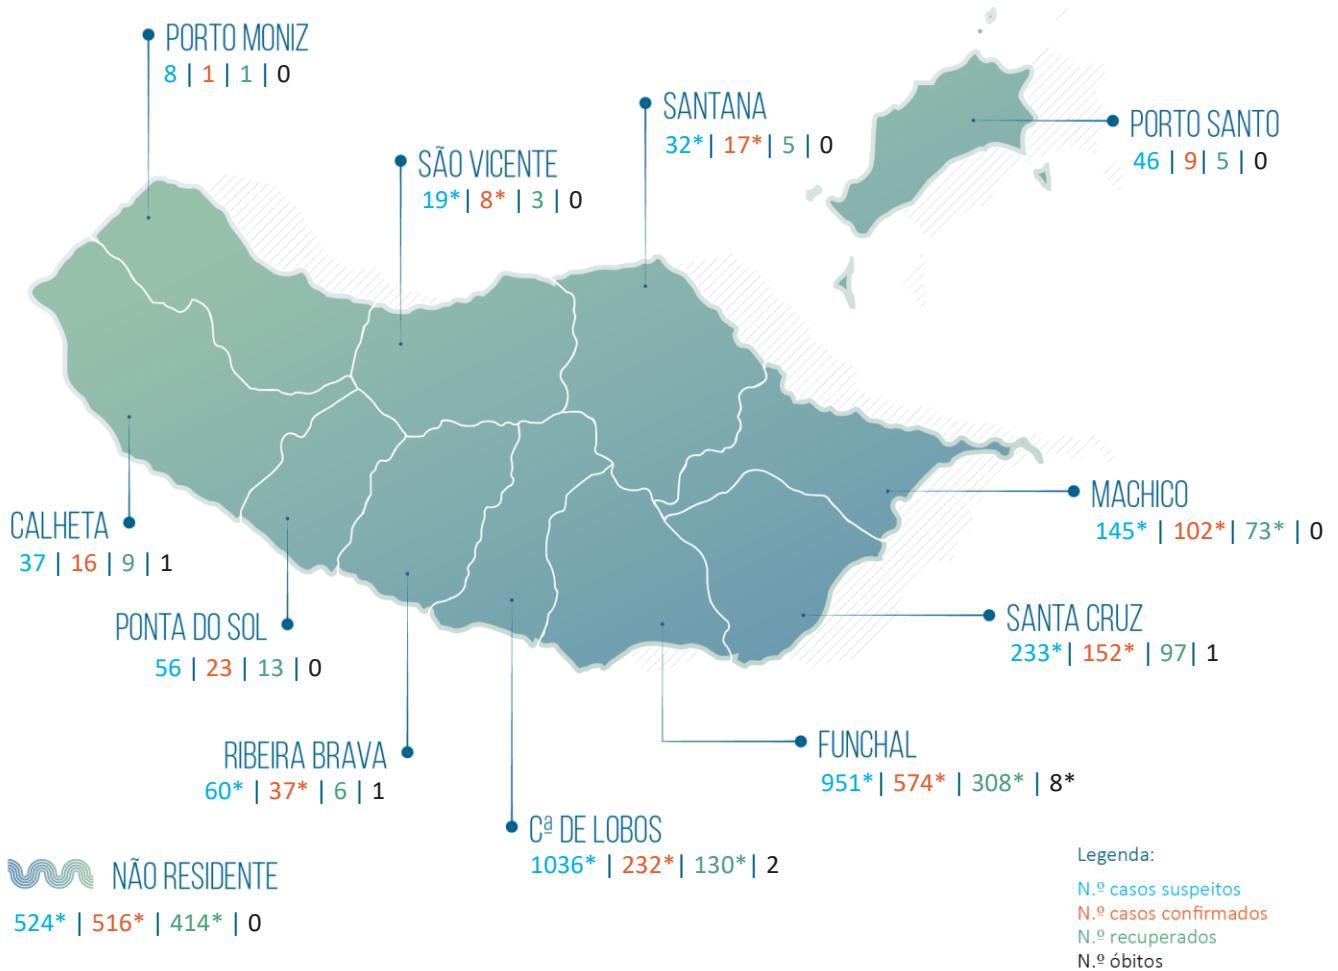 PORTO MONIZ
8 | 1 | 1 | 0
SANTANA
32* | 17* | 5 | 0
PORTO SANTO
46 | 9 | 5 | 0
SÃO VICENTE
19* | 8* | 3 | 0
MACHICO
145* | 102* | 73* | 0
CALHETA
37 | 16 | 9 | 1
SANTA CRUZ
233* | 152* | 97 | 1
PONTA DO SOL
56 | 23 | 13 | 0
RIBEIRA BRAVA
60* | 37* | 6 | 1
FUNCHAL
951* | 574* | 308* | 8*
Cª DE LOBOS
1036* | 232* | 130* | 2
NÃO RESIDENTE
524* | 516* | 414* | 0
Legenda:
N.º casos suspeitos
N.º casos confirmados
N.º recuperados
N.º óbitos